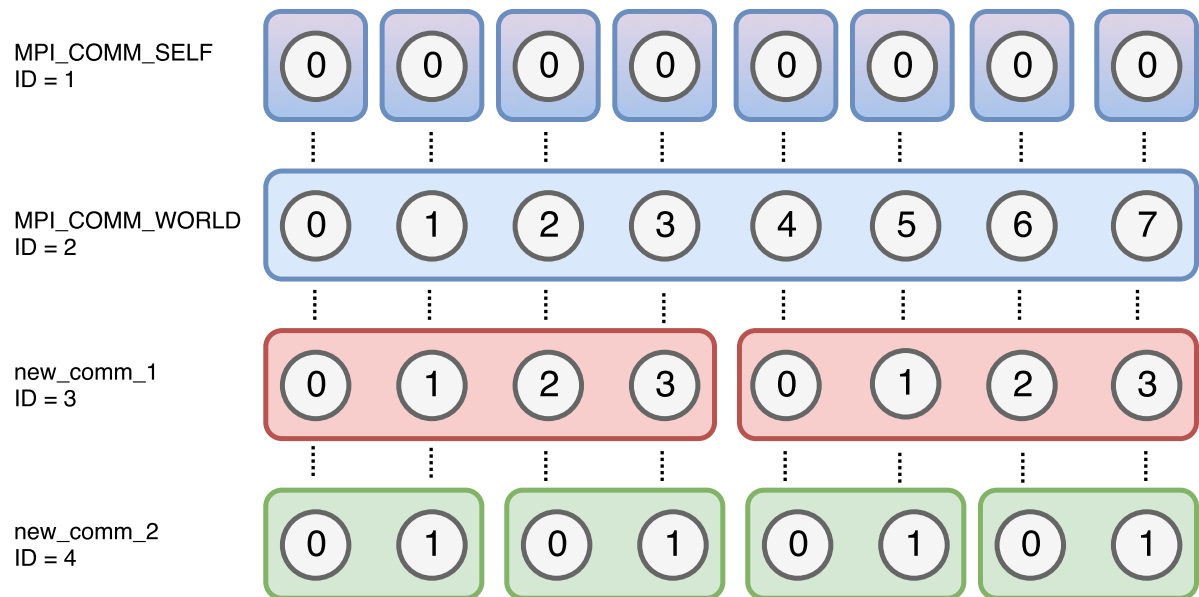 MPI_COMM_SELF
ID = 1
0 0 0 0 0 0 0 0
MPI_COMM_WORLD
ID = 2
0 1 2 3 4 5 6 7
new_comm_1
ID = 3
0 1 2 3 0 1 2 3
new_comm_2
ID = 4
0 1 0 1 0 1 0 1